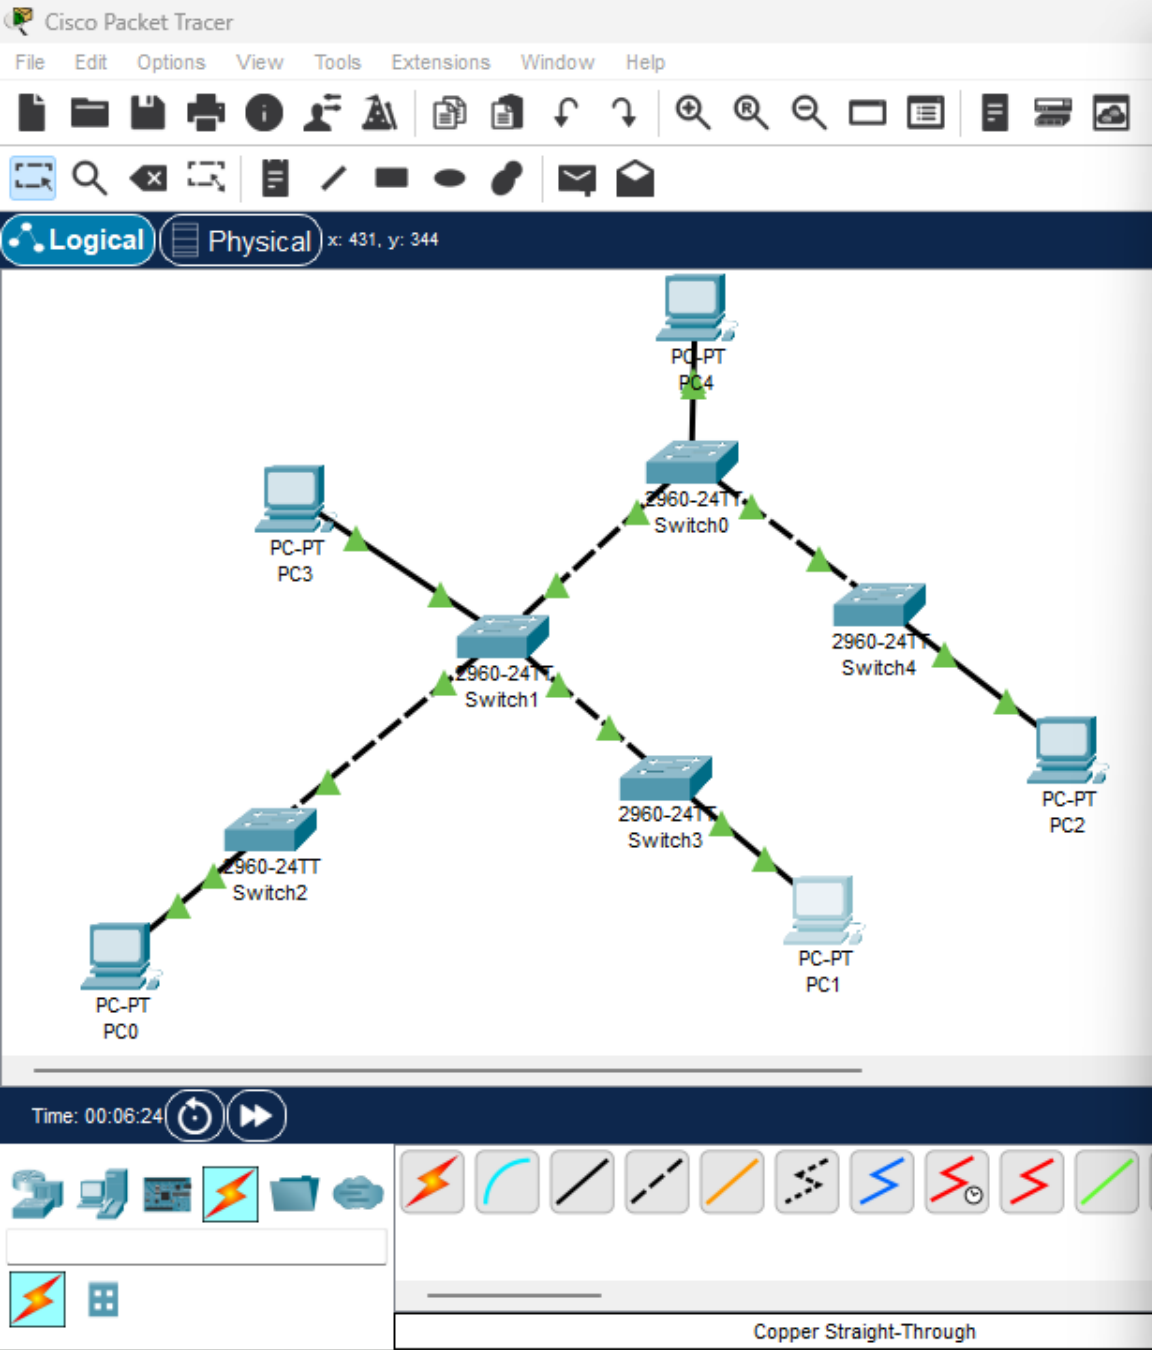 Cisco Packet Tracer
File Edit Options View Tools Extensions Window Help
Logical Physical x: 431, y: 344
PC-PT
PC4
2960-24TT
Switch0
PC-PT
PC3
2960-24TT
Switch4
2960-24TT
Switch1
PC-PT
PC2
2960-24TT
Switch3
2960-24TT
Switch2
PC-PT
PC1
PC-PT
PC0
Time: 00:06:24
Copper Straight-Through